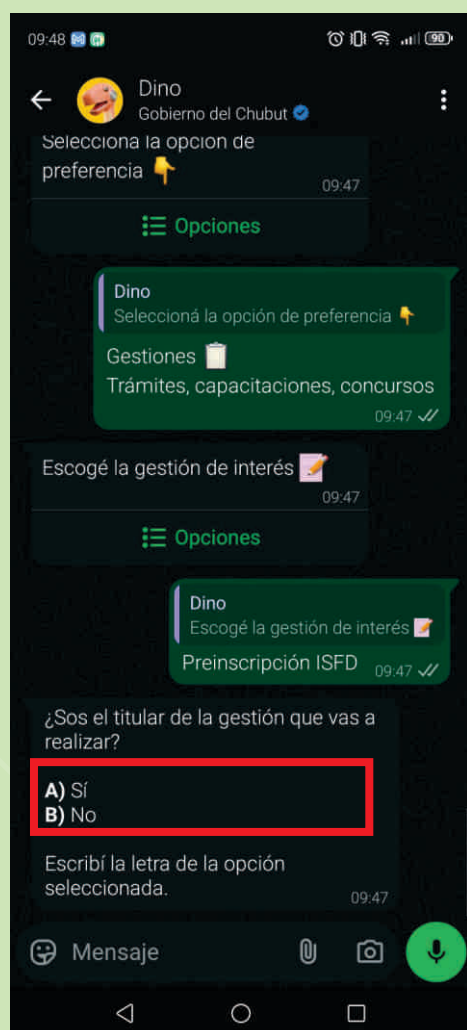 09:48
90
Dino
Gobierno del Chubut
Selecciona la opción de
preferencia 👇
09:47
Opciones
Dino
Seleccioná la opción de preferencia 👇
Gestiones 📋
Trámites, capacitaciones, concursos
09:47
Escogé la gestión de interés 📝
09:47
Opciones
Dino
Escogé la gestión de interés 📝
Preinscripción ISFD
09:47
¿Sos el titular de la gestión que vas a
realizar?
A) Sí
B) No
Escribí la letra de la opción
seleccionada.
09:47
Mensaje